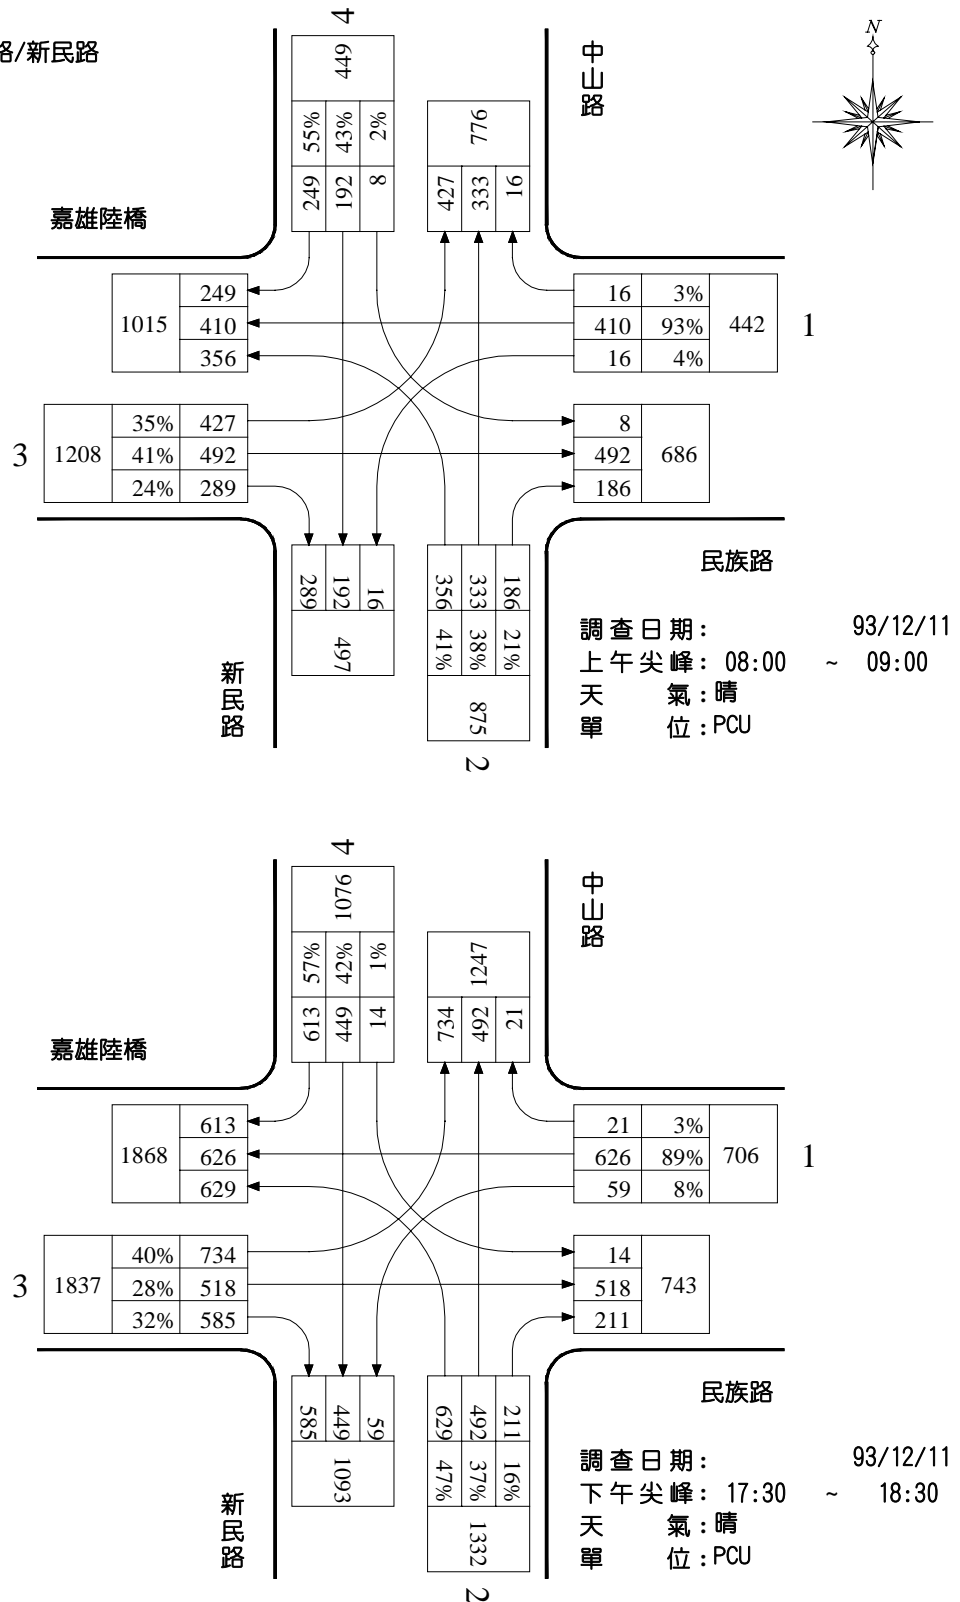 路/新民路
N
4
449
55% 43% 2%
249 192 8
776
427 333 16
中山路
嘉雄陸橋
1015
249
410
356
16 3%
410 93%
16 4%
442
1
3
1208
35% 427
41% 492
24% 289
8
492
186
686
289 192 16
497
356 333 186
41% 38% 21%
875
2
新民路
民族路
調查日期: 93/12/11
上午尖峰: 08:00 ~ 09:00
天氣:晴
單位:PCU
4
1076
57% 42% 1%
613 449 14
1247
734 492 21
中山路
嘉雄陸橋
1868
613
626
629
21 3%
626 89%
59 8%
706
1
3
1837
40% 734
28% 518
32% 585
14
518
211
743
585 449 59
1093
629 492 211
47% 37% 16%
1332
2
新民路
民族路
調查日期: 93/12/11
下午尖峰: 17:30 ~ 18:30
天氣:晴
單位:PCU